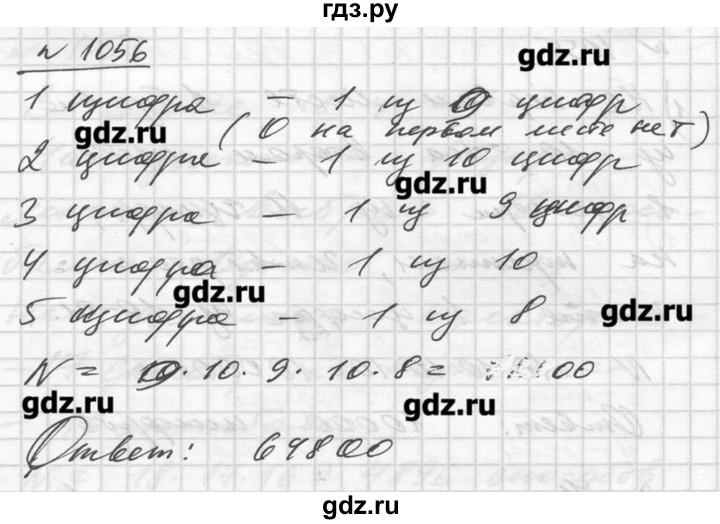 гдз.ру
№ 1056
gdz.ru
1 цифра – 1 из 9 цифр
gdz.ru
(0 на первом месте нет)
2 цифра – 1 из 10 цифр
gdz.ru
3 цифра – 1 из 9 цифр
4 цифра – 1 из 10
gdz.ru
5 цифра – 1 из 8
gdz.ru
N = 9·10·9·10·8 = 00
gdz.ru
gdz.ru
Ответ: 64800
gdz.ru